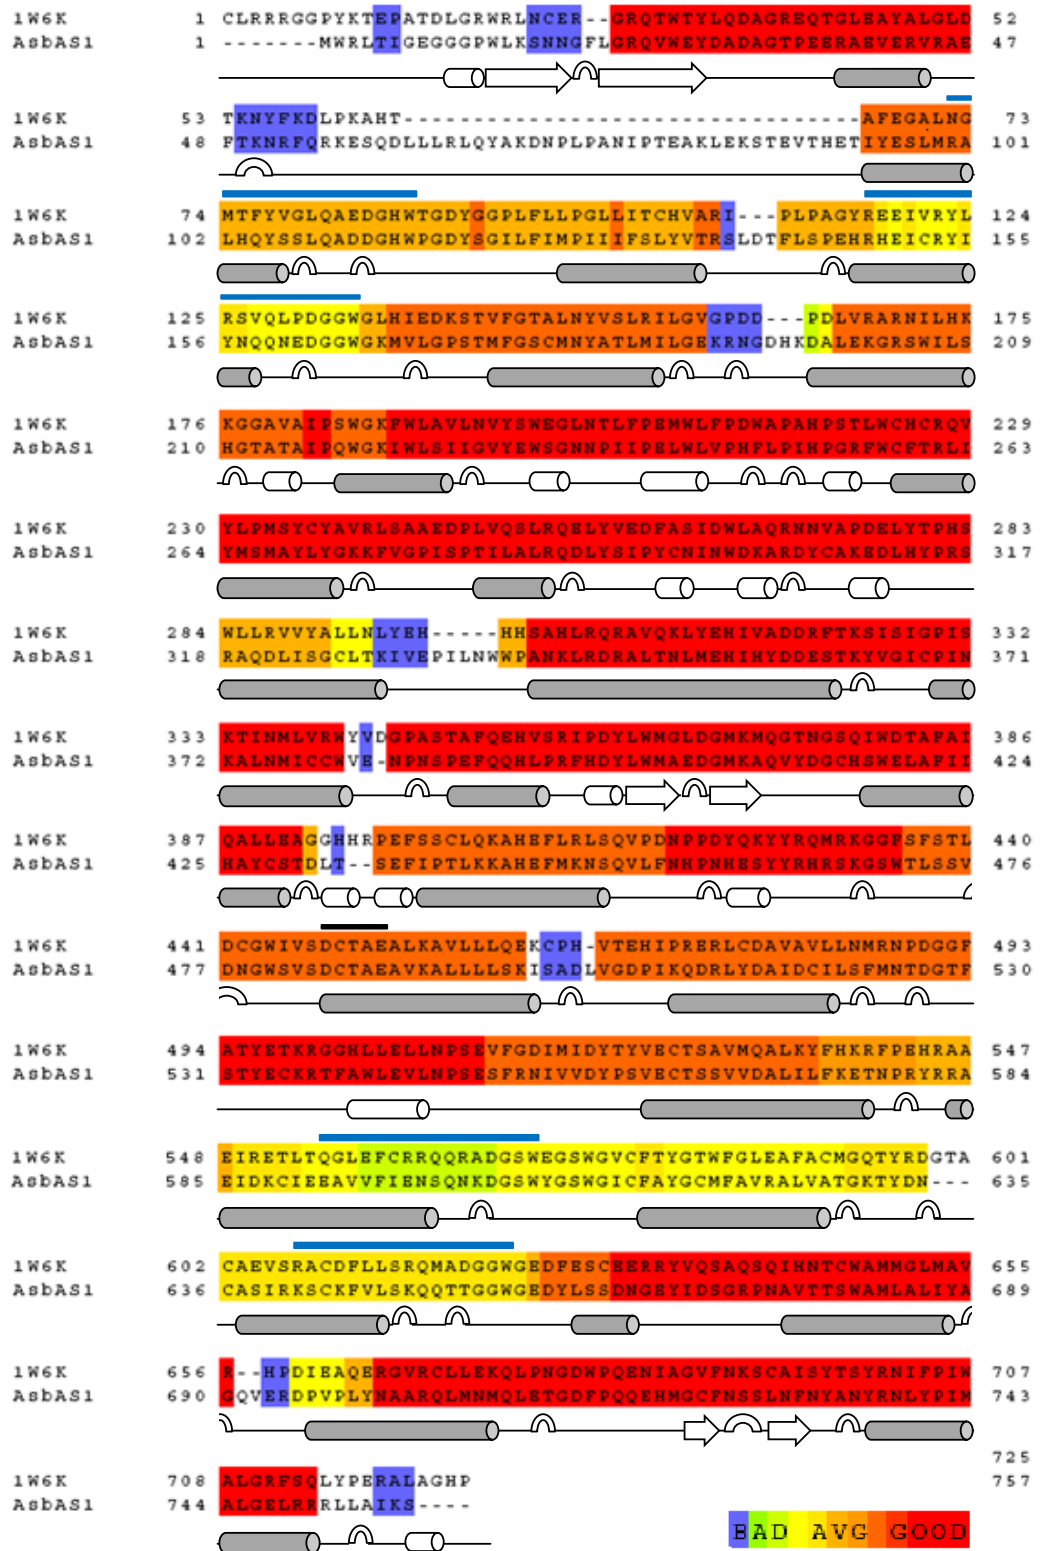 1W6K 1 CLRRRGGPYKTEPATDLGRWRLNCER--GRQTWTYLQDAGREQTGLEAYALGLD 52
AsbAS1 1 -------MWRLTIGEGGGPWLKSNNGFLGRQVWEYDADAGTPEERAEVERVRAE 47
1W6K 53 TKNYFKDLPKAHT---------------------------------AFEGALNG 73
AsbAS1 48 FTKNRFQRKESQDLLLRLQYAKDNPLPANIPTEAKLEKSTEVTHETIYESLMRA 101
1W6K 74 MTFYVGLQAEDGHWTGDYGGPLFLLPGLLITCHVARI---PLPAGYREEIVRYL 124
AsbAS1 102 LHQYSSLQADDGHWPGDYSGILFIMPIIIFSLYVTRSLDTFLSPEHRHEICRYI 155
1W6K 125 RSVQLPDGGWGLHIEDKSTVFGTALNYVSLRILGVGPDD---PDLVRARNILHK 175
AsbAS1 156 YNQQNEDGGWGKMVLGPSTMFGSCMNYATLMILGEKRNGDHKDALEKGRSWILS 209
1W6K 176 KGGAVAIPSWGKFWLAVLNVYSWEGLNTLFPEMWLFPDWAPAHPSTLWCHCRQV 229
AsbAS1 210 HGTATAIPQWGKIWLSIIGVYEWSGNNPIIPELWLVPHFLPIHPGRFWCFTRLI 263
1W6K 230 YLPMSYCYAVRLSAAEDPLVQSLRQELYVEDFASIDWLAQRNNVAPDELYTPHS 283
AsbAS1 264 YMSMAYLYGKKFVGPISPTILALRQDLYSIPYCNINWDKARDYCAKEDLHYPRS 317
1W6K 284 WLLRVVYALLNLYEH-----HHSAHLRQRAVQKLYEHIVADDRFTKSISIGPIS 332
AsbAS1 318 RAQDLISGCLTKIVEPILNWWPANKLRDRALTNLMEHIHYDDESTKYVGICPIN 371
1W6K 333 KTINMLVRWYVDGPASTAFQEHVSRIPDYLWMGLDGMKMQGTNGSQIWDTAFAI 386
AsbAS1 372 KALNMICCWVE-NPNSPEFQQHLPRFHDYLWMAEDGMKAQVYDGCHSWELAFII 424
1W6K 387 QALLEAGGHHRPEFSSCLQKAHEFLRLSQVPDNPPDYQKYYRQMRKGGFSFSTL 440
AsbAS1 425 HAYCSTDLT--SEFIPTLKKAHEFMKNSQVLFNHPNHESYYRHRSKGSWTLSSV 476
1W6K 441 DCGWIVSDCTAEALKAVLLLQEKCPH-VTEHIPRERLCDAVAVLLNMRNPDGGF 493
AsbAS1 477 DNGWSVSDCTAEAVKALLLLSKISADLVGDPIKQDRLYDAIDCILSFMNTDGTF 530
1W6K 494 ATYETKRGGHLLELLNPSEVFGDIMIDYTYVECTSAVMQALKYFHKRFPEHRAA 547
AsbAS1 531 STYECKRTFAWLEVLNPSESFRNIVVDYPSVECTSSVVDALILFKETNPRYRRA 584
1W6K 548 EIRETLTQGLEFCRRQQRADGSWEGSWGVCFTYGTWFGLEAFACMGQTYRDGTA 601
AsbAS1 585 EIDKCIEEAVVFIENSQNKDGSWYGSWGICFAYGCMFAVRALVATGKTYDN--- 635
1W6K 602 CAEVSRACDFLLSRQMADGGWGEDFESCEERRYVQSAQSQIHNTCWAMMGLMAV 655
AsbAS1 636 CASIRKSCKFVLSKQQTTGGWGEDYLSSDNGEYIDSGRPNAVTTSWAMLALIYA 689
1W6K 656 R--HPDIEAQERGVRCLLEKQLPNGDWPQENIAGVFNKSCAISYTSYRNIFPIW 707
AsbAS1 690 GQVERDPVPLYNAARQLMNMQLETGDFPQQEHMGCFNSSLNFNYANYRNLYPIM 743
725
1W6K 708 ALGRFSQLYPERALAGHP 757
AsbAS1 744 ALGELRRRLLAIKS----
BAD AVG GOOD